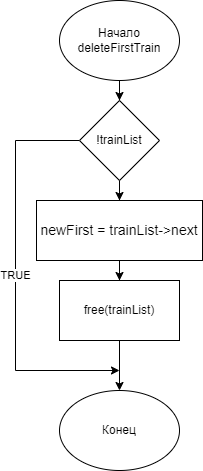 Начало
deleteFirstTrain
!trainList
newFirst = trainList->next
TRUE
free(trainList)
Конец